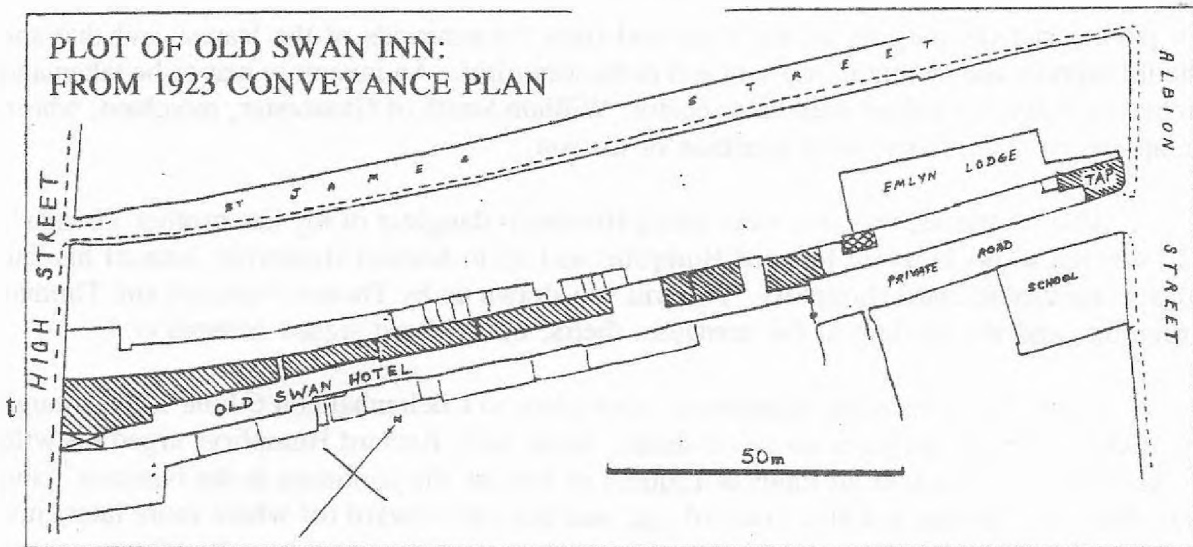 PLOT OF OLD SWAN INN:
FROM 1923 CONVEYANCE PLAN
ST JAMES STREET
ALBION STREET
HIGH STREET
EMLYN LODGE
TAP
PRIVATE ROAD
SCHOOL
OLD SWAN HOTEL
50m